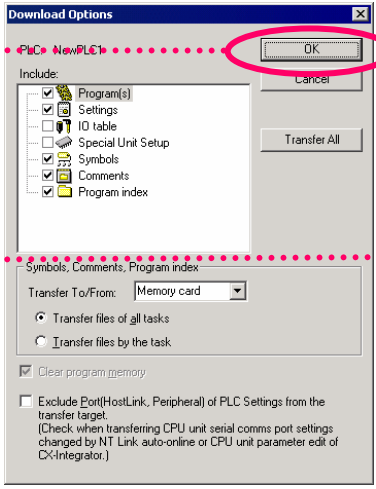 Download Options
PLC: NewPLC1
OK
Include:
Cancel
Program(s)
Settings
IO table
Special Unit Setup
Transfer All
Symbols
Comments
Program index
Symbols, Comments, Program index
Transfer To/From: Memory card
Transfer files of all tasks
Transfer files by the task
Clear program memory
Exclude Port(HostLink, Peripheral) of PLC Settings from the
transfer target.
(Check when transferring CPU unit serial comms port settings
changed by NT Link auto-online or CPU unit parameter edit of
CX-Integrator.)